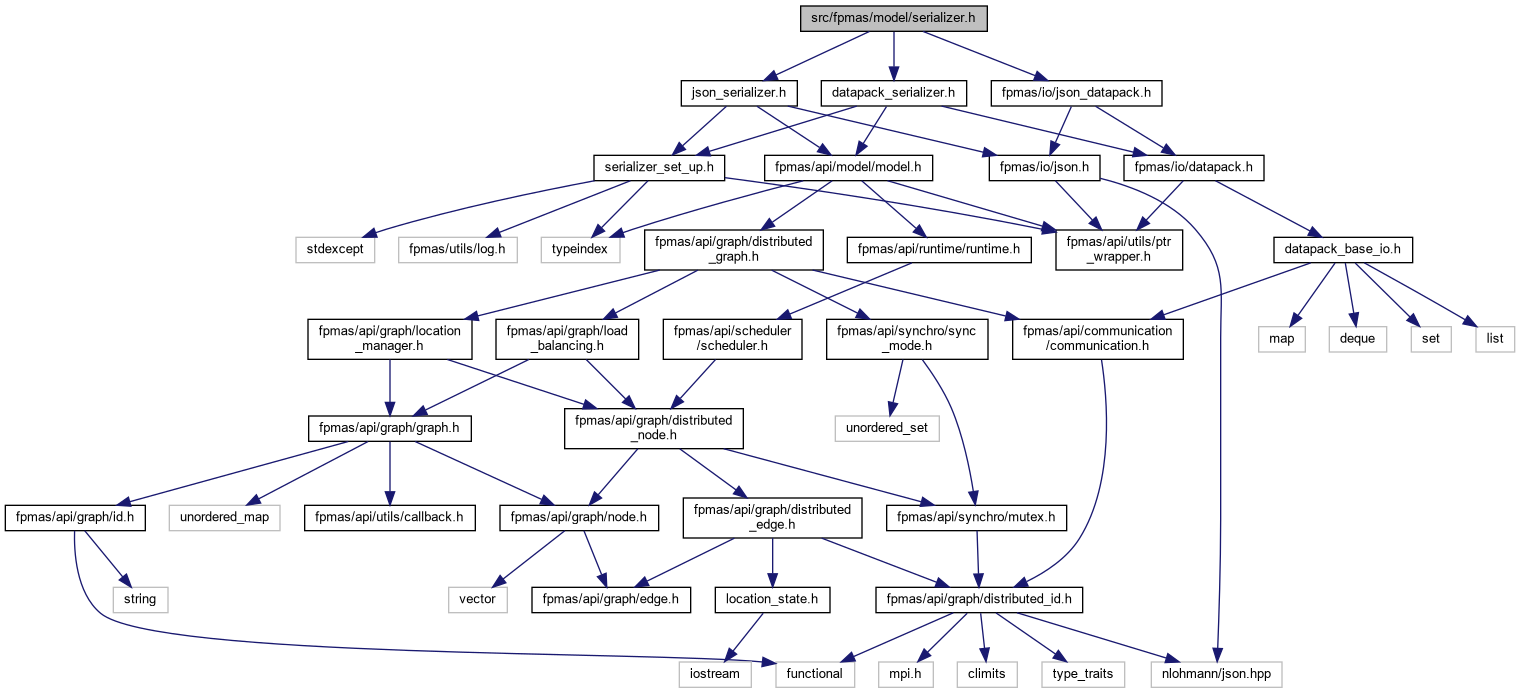 src/fpmas/model/serializer.h
json_serializer.h
datapack_serializer.h
fpmas/io/json_datapack.h
serializer_set_up.h
fpmas/api/model/model.h
fpmas/io/json.h
fpmas/io/datapack.h
stdexcept
fpmas/utils/log.h
typeindex
fpmas/api/graph/distributed
_graph.h
fpmas/api/runtime/runtime.h
fpmas/api/utils/ptr
_wrapper.h
datapack_base_io.h
fpmas/api/graph/location
_manager.h
fpmas/api/graph/load
_balancing.h
fpmas/api/scheduler
/scheduler.h
fpmas/api/synchro/sync
_mode.h
fpmas/api/communication
/communication.h
map
deque
set
list
fpmas/api/graph/graph.h
fpmas/api/graph/distributed
_node.h
unordered_set
fpmas/api/graph/id.h
unordered_map
fpmas/api/utils/callback.h
fpmas/api/graph/node.h
fpmas/api/graph/distributed
_edge.h
fpmas/api/synchro/mutex.h
string
vector
fpmas/api/graph/edge.h
location_state.h
fpmas/api/graph/distributed_id.h
iostream
functional
mpi.h
climits
type_traits
nlohmann/json.hpp